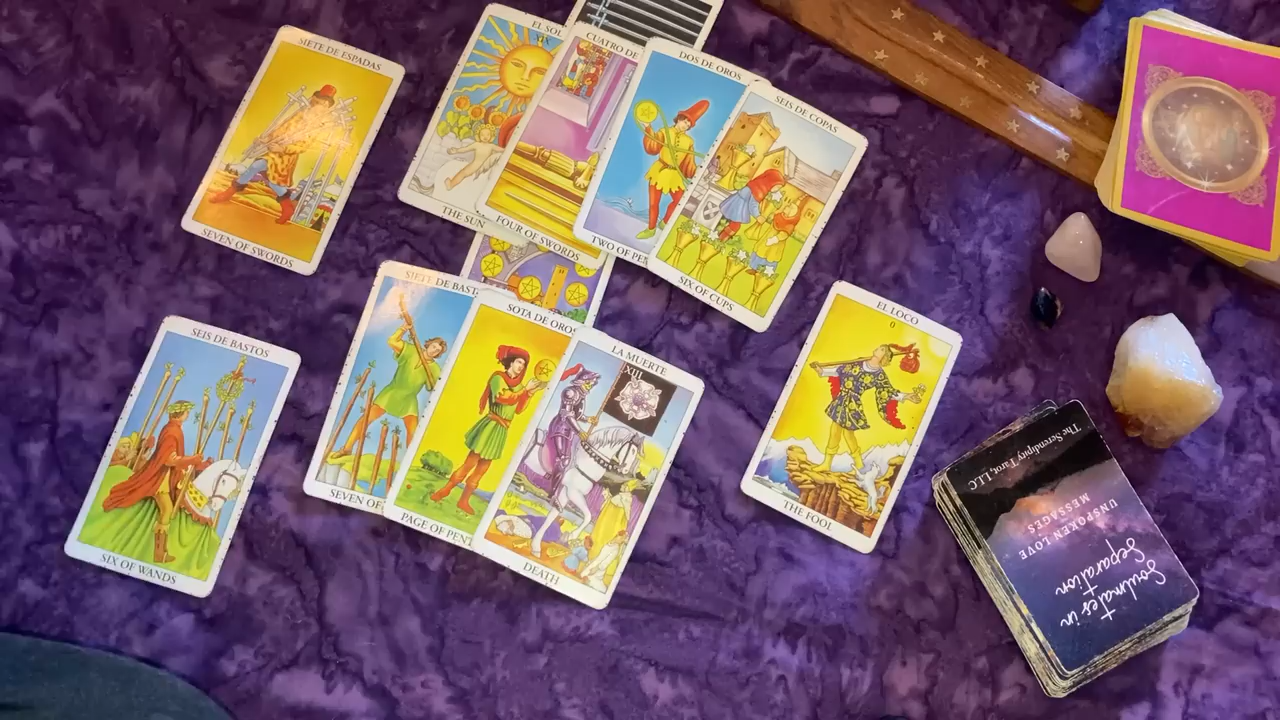 SIETE DE ESPADAS
SEVEN OF SWORDS
EL SOL
XIX
THE SUN
CUATRO DE
FOUR OF SWORDS
DOS DE OROS
TWO OF PEN
SEIS DE COPAS
SIX OF CUPS
SEIS DE BASTOS
SIX OF WANDS
SIETE DE BAST
SEVEN OF
SOTA DE OROS
PAGE OF PENT
LA MUERTE
XIII
DEATH
EL LOCO
0
THE FOOL
Soulmates in
Separation
UNSPOKEN LOVE
MESSAGES
The Serendipity Tarot, LLC